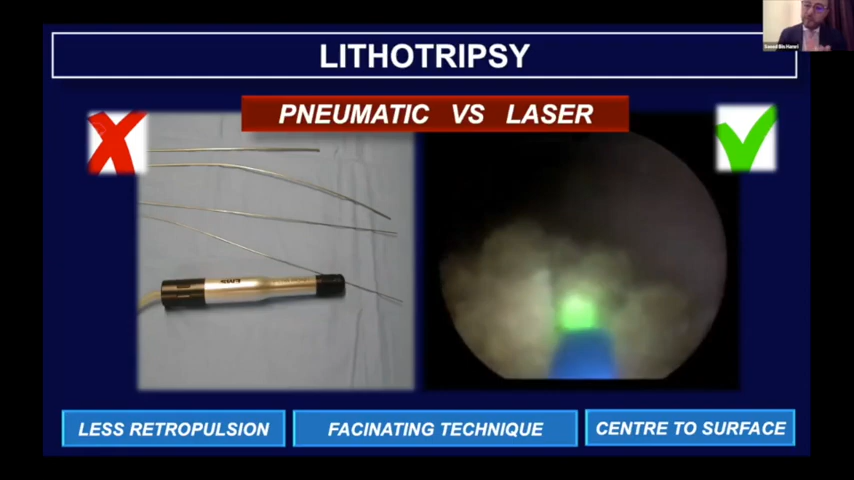 LITHOTRIPSY
PNEUMATIC VS LASER
LESS RETROPULSION
FACINATING TECHNIQUE
CENTRE TO SURFACE